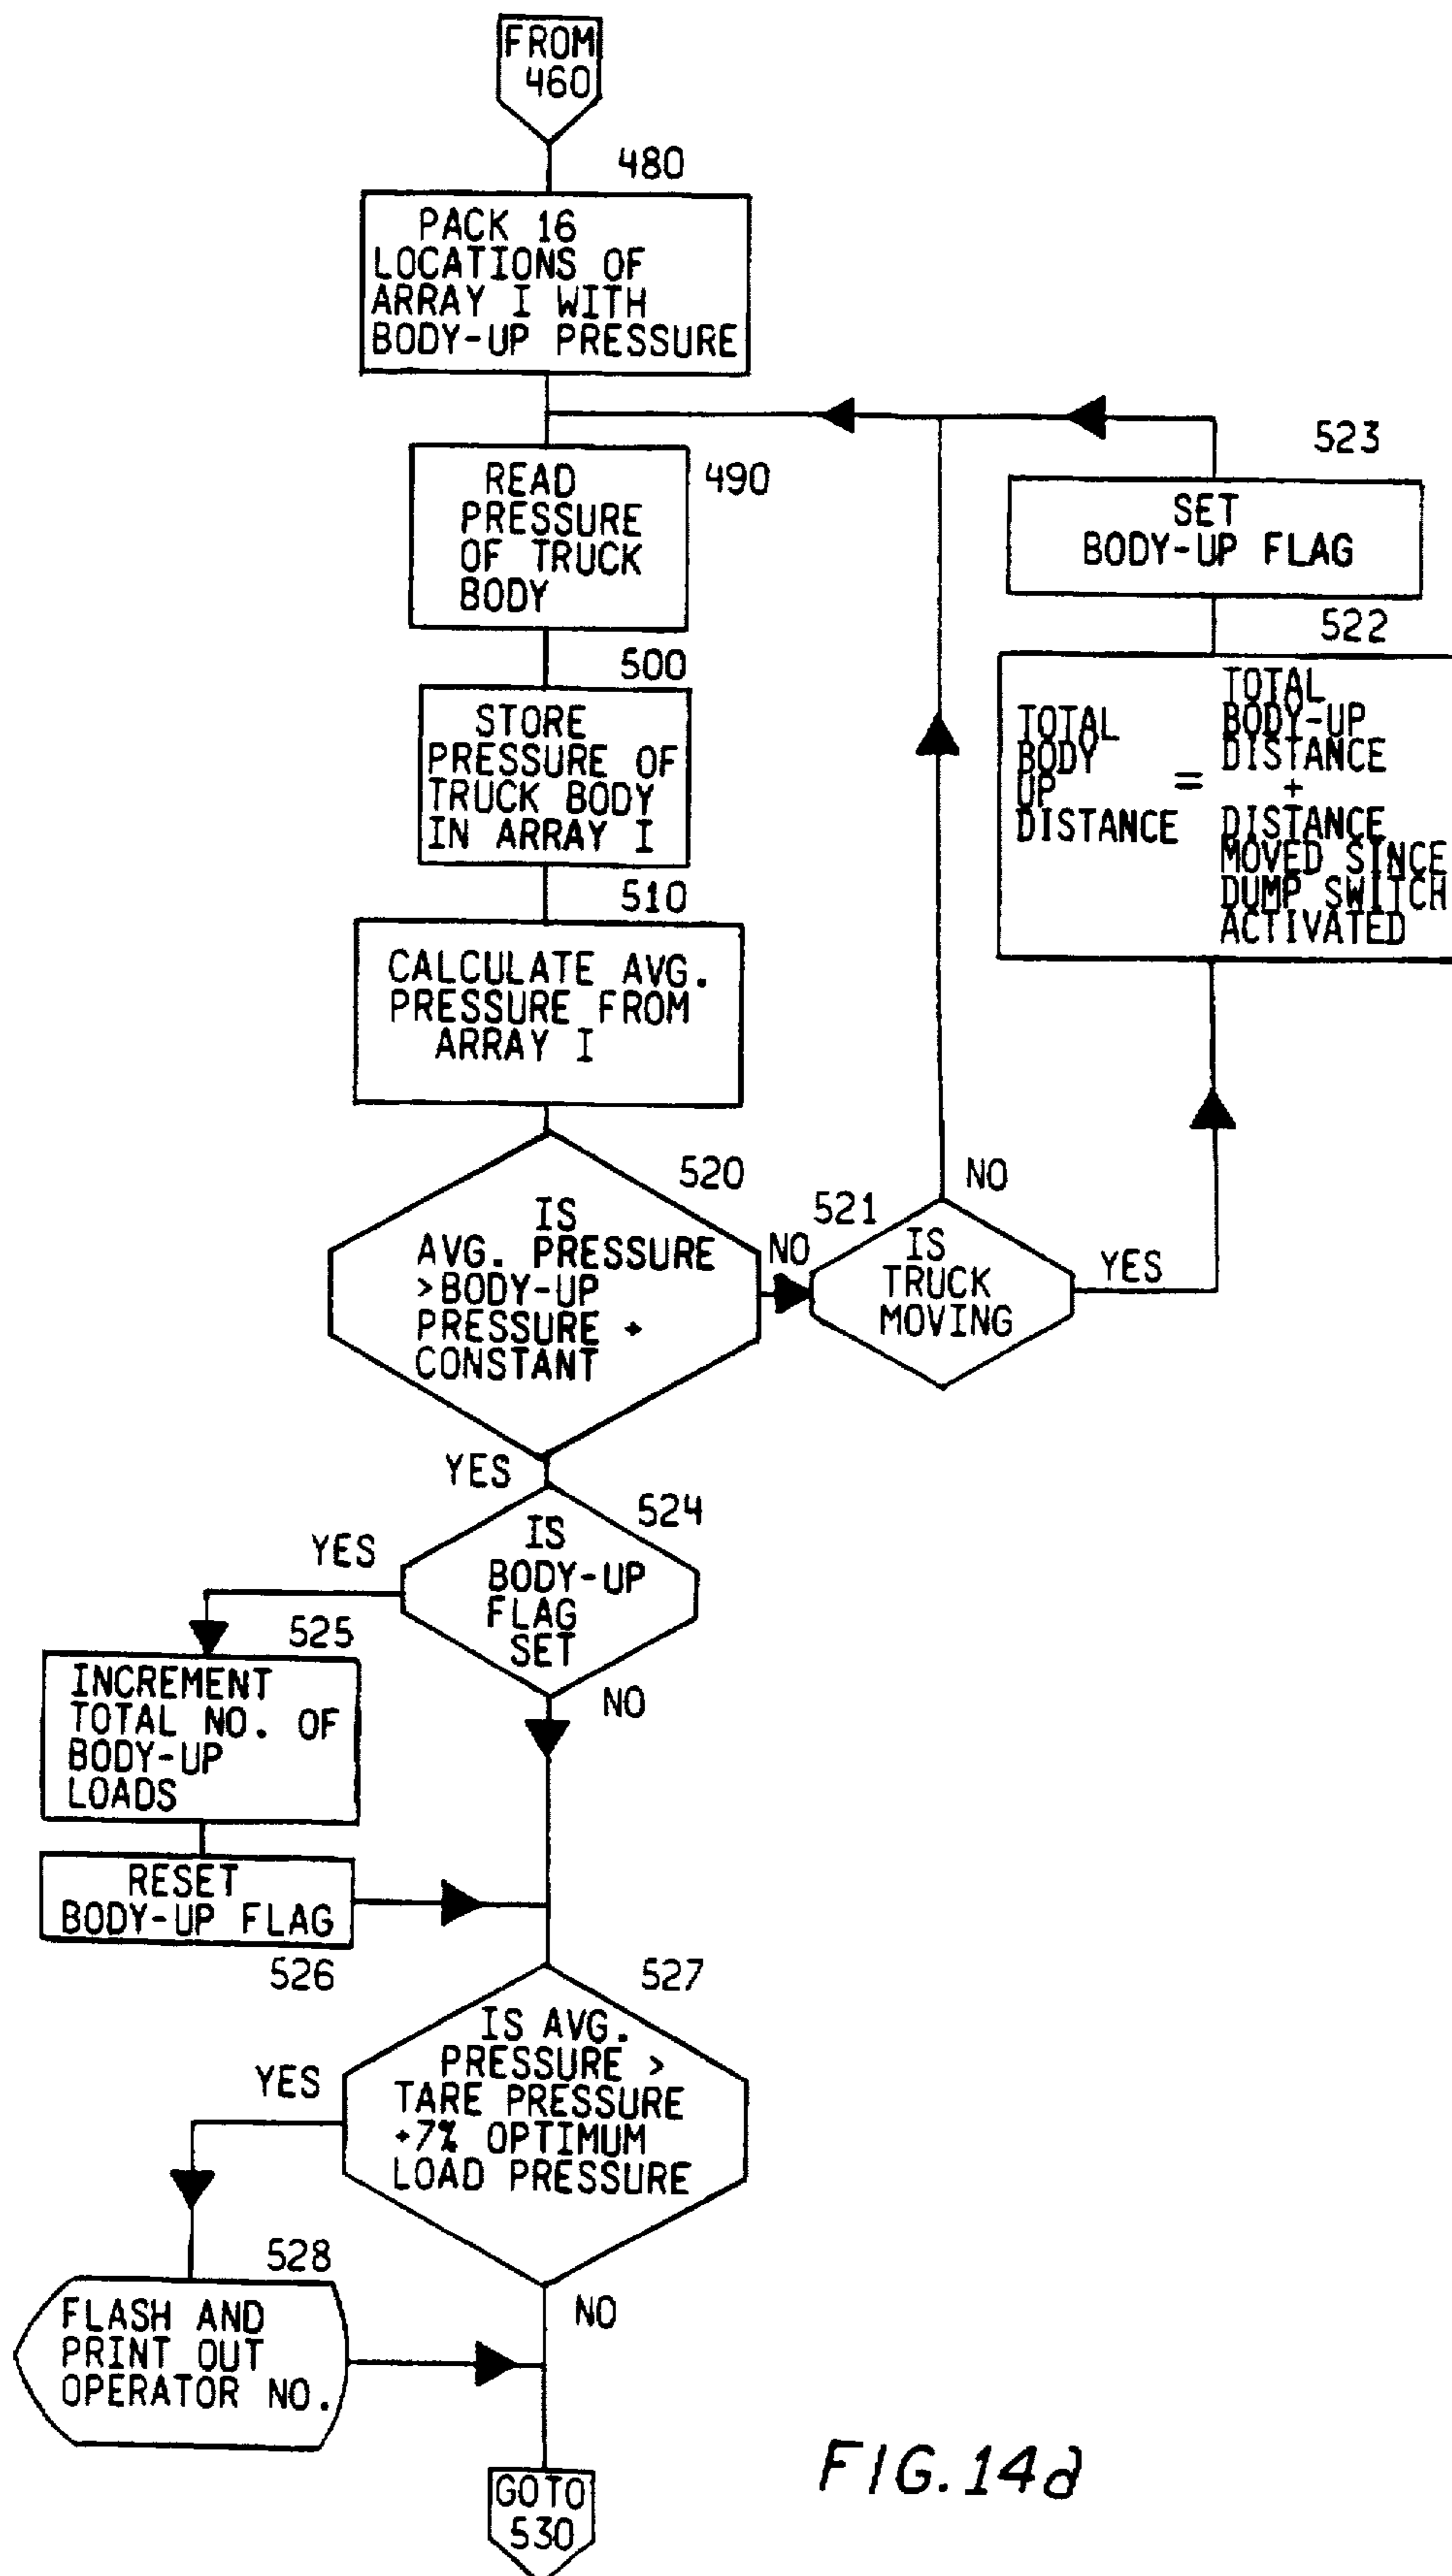 FROM
460
480
PACK 16
LOCATIONS OF
ARRAY I WITH
BODY-UP PRESSURE
READ
PRESSURE
OF TRUCK
BODY
490
500
STORE
PRESSURE OF
TRUCK BODY
IN ARRAY I
510
CALCULATE AVG.
PRESSURE FROM
ARRAY I
520
IS
AVG. PRESSURE
>BODY-UP
PRESSURE +
CONSTANT
NO
521
IS
TRUCK
MOVING
NO
YES
522
TOTAL
BODY
UP
DISTANCE
=
TOTAL
BODY-UP
DISTANCE
+
DISTANCE
MOVED SINCE
DUMP SWITCH
ACTIVATED
523
SET
BODY-UP FLAG
YES
524
IS
BODY-UP
FLAG
SET
YES
NO
525
INCREMENT
TOTAL NO. OF
BODY-UP
LOADS
RESET
BODY-UP FLAG
526
527
IS AVG.
PRESSURE >
TARE PRESSURE
+7% OPTIMUM
LOAD PRESSURE
YES
NO
528
FLASH AND
PRINT OUT
OPERATOR NO.
GOTO
530
FIG. 14d